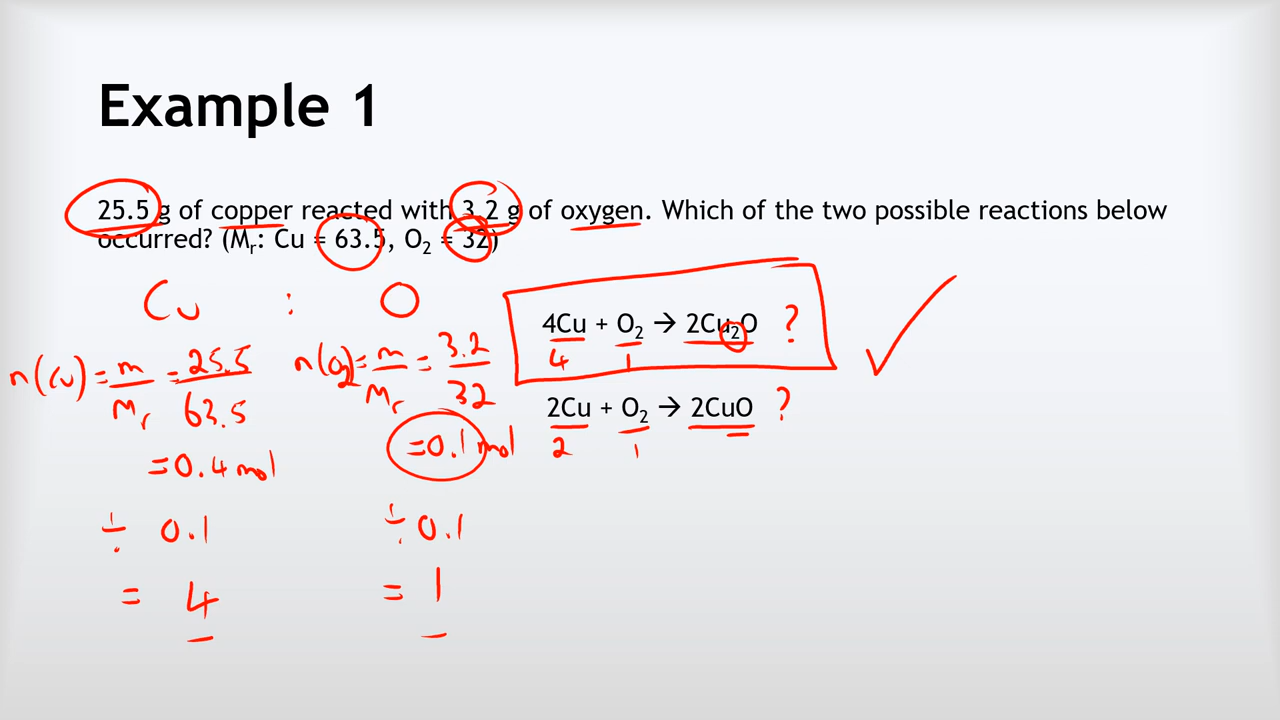 Example 1
25.5 g of copper reacted with 3.2 g of oxygen. Which of the two possible reactions below
occurred? (Mᵣ: Cu = 63.5, O₂ = 32)
Cu : O
4Cu + O₂ → 2Cu₂O ?
4 1
n(Cu) = m/Mᵣ = 25.5/63.5
n(O₂) = m/Mᵣ = 3.2/32
2Cu + O₂ → 2CuO ?
2 1
= 0.4 mol
= 0.1 mol
÷ 0.1 ÷ 0.1
= 4 = 1